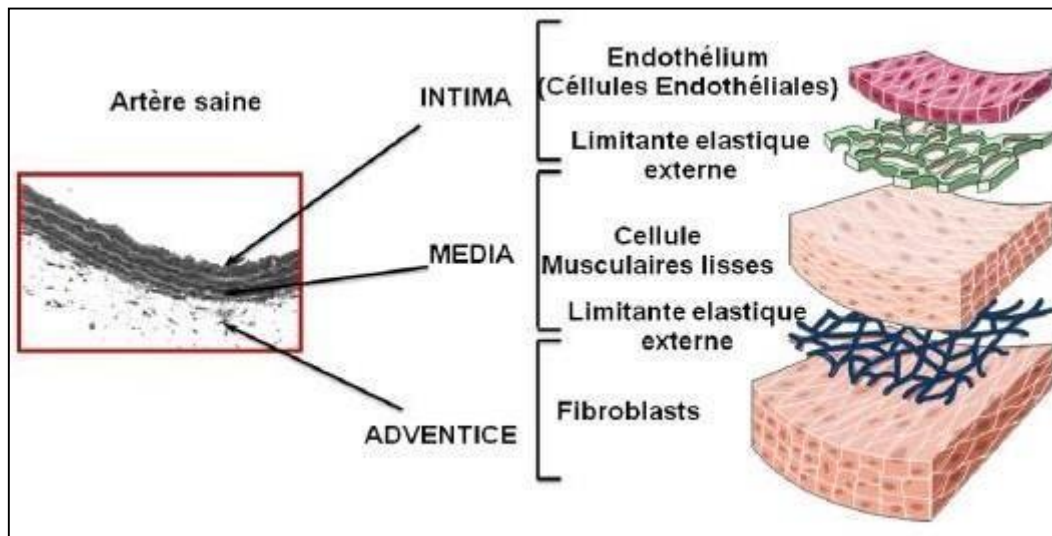 Artère saine
INTIMA
MEDIA
ADVENTICE
Endothélium
(Céllules Endothéliales)
Limitante elastique
externe
Cellule
Musculaires lisses
Limitante elastique
externe
Fibroblasts